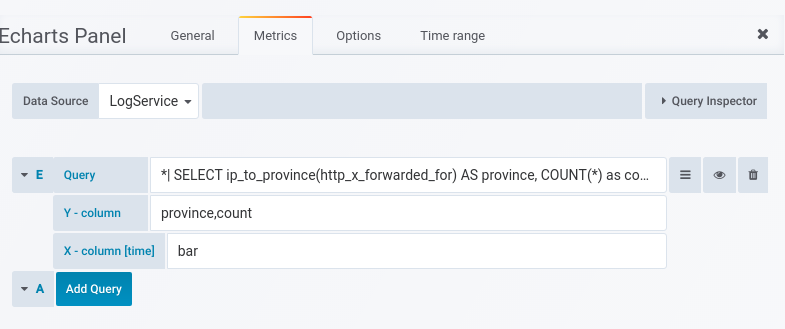 Echarts Panel General Metrics Options Time range
Data Source LogService Query Inspector
E Query *| SELECT ip_to_province(http_x_forwarded_for) AS province, COUNT(*) as co...
Y - column province,count
X - column [time] bar
A Add Query